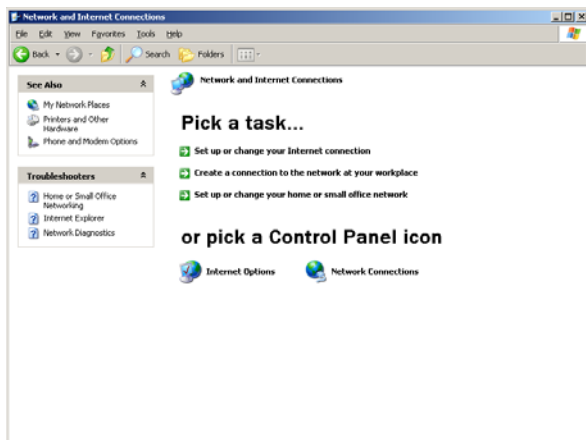 Network and Internet Connections
File Edit View Favorites Tools Help
Back Search Folders
See Also
My Network Places
Printers and Other
Hardware
Phone and Modem Options
Troubleshooters
Home or Small Office
Networking
Internet Explorer
Network Diagnostics
Network and Internet Connections
Pick a task...
Set up or change your Internet connection
Create a connection to the network at your workplace
Set up or change your home or small office network
or pick a Control Panel icon
Internet Options Network Connections